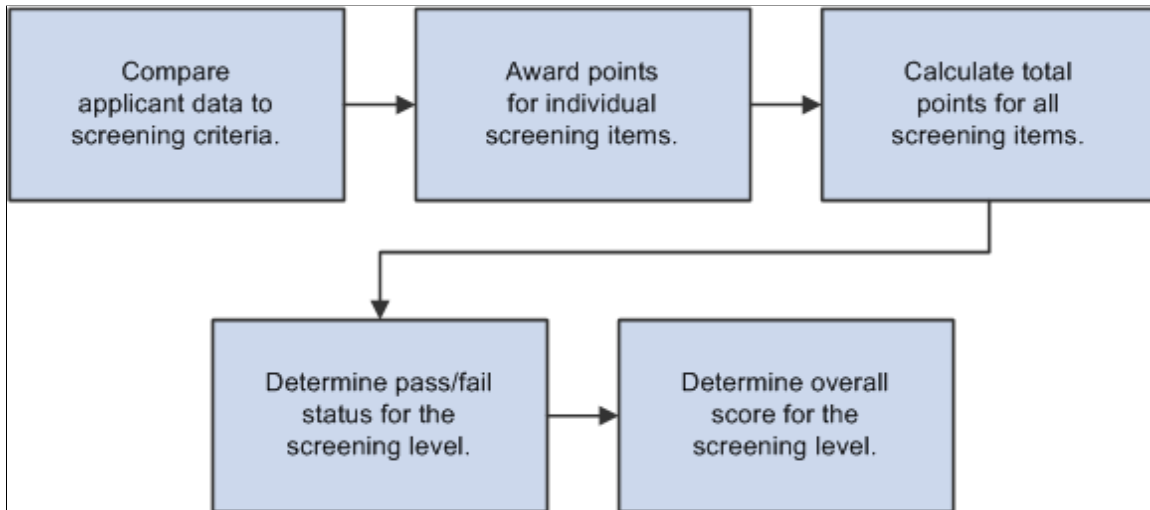 Compare
applicant data to
screening criteria.
Award points
for individual
screening items.
Calculate total
points for all
screening items.
Determine pass/fail
status for the
screening level.
Determine overall
score for the
screening level.